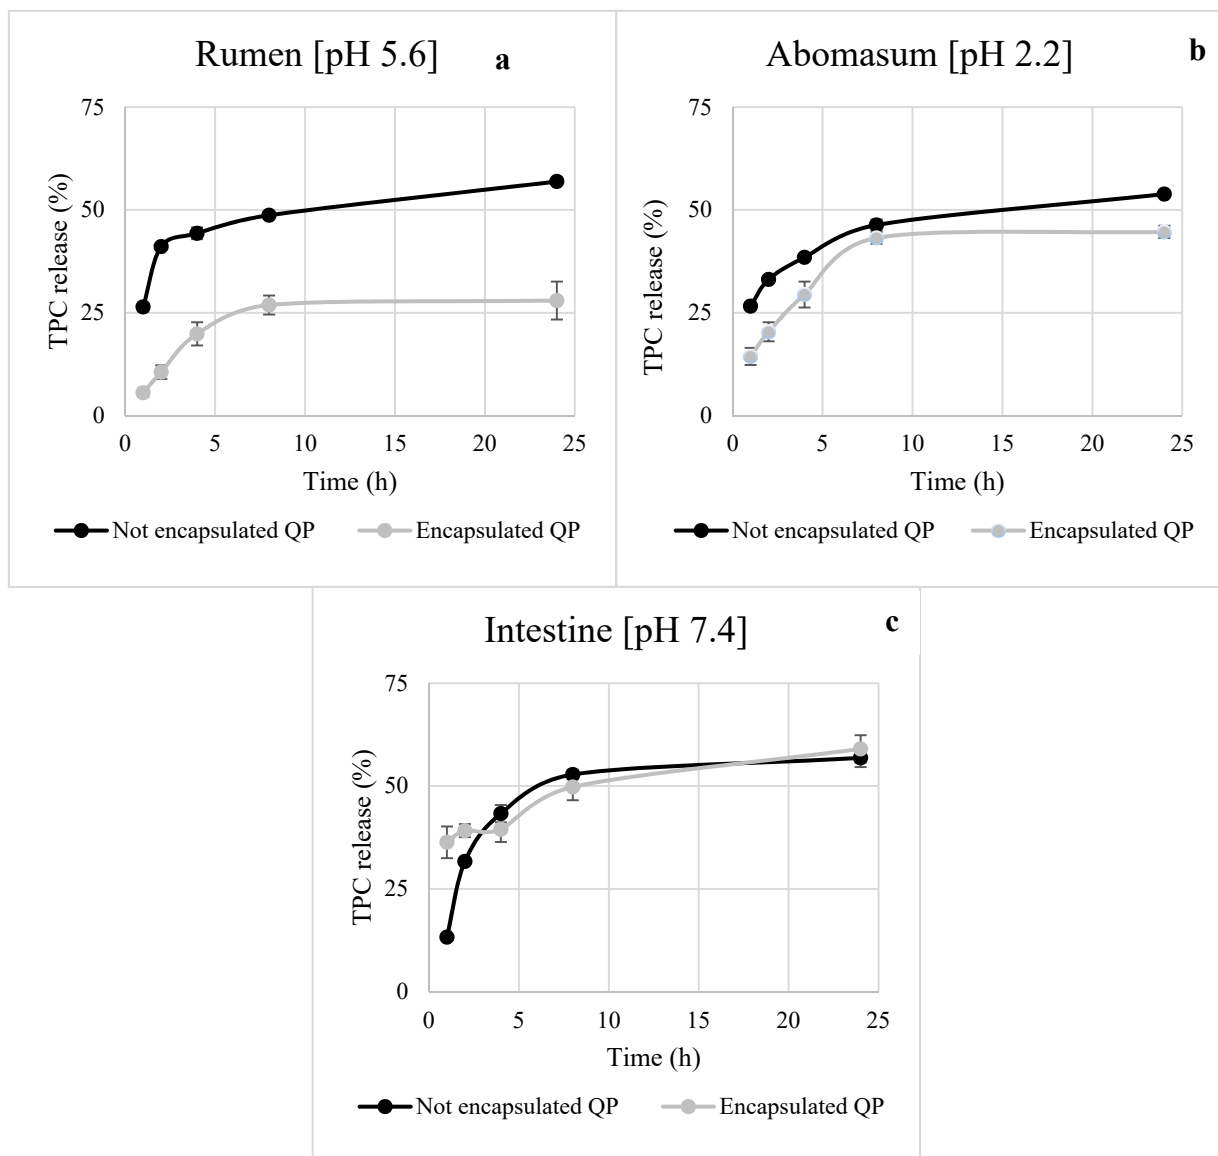 Rumen [pH 5.6] a
75
50
25
0
TPC release (%)
0 5 10 15 20 25
Time (h)
Not encapsulated QP Encapsulated QP
Abomasum [pH 2.2] b
75
50
25
0
TPC release (%)
0 5 10 15 20 25
Time (h)
Not encapsulated QP Encapsulated QP
Intestine [pH 7.4] c
75
50
25
0
TPC release (%)
0 5 10 15 20 25
Time (h)
Not encapsulated QP Encapsulated QP